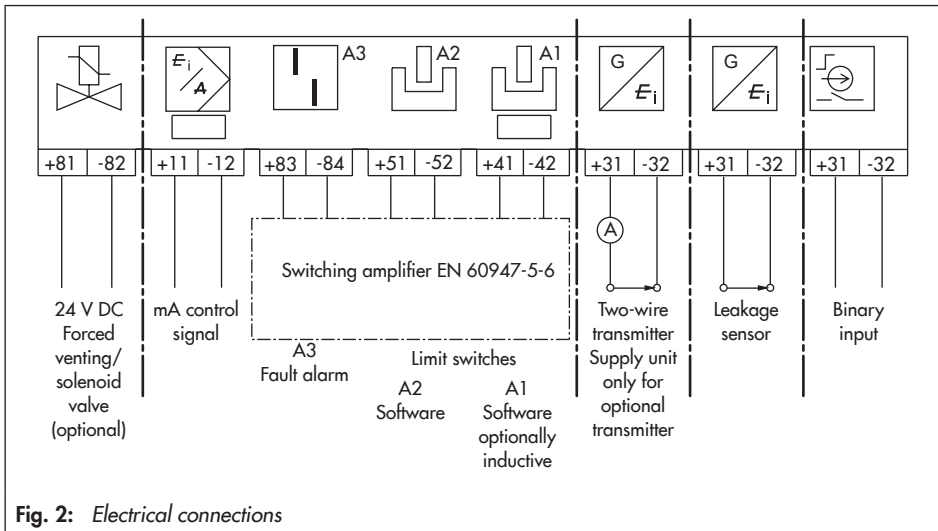 A3
A2
A1
E i / A
G
E i
G
E i
+81 -82 +11 -12 +83 -84 +51 -52 +41 -42 +31 -32 +31 -32 +31 -32
A
Switching amplifier EN 60947-5-6
24 V DC
Forced
venting/
solenoid
valve
(optional)
mA control
signal
A3
Fault alarm
Limit switches
A2
Software
A1
Software
optionally
inductive
Two-wire
transmitter
Supply unit
only for
optional
transmitter
Leakage
sensor
Binary
input
Fig. 2: Electrical connections